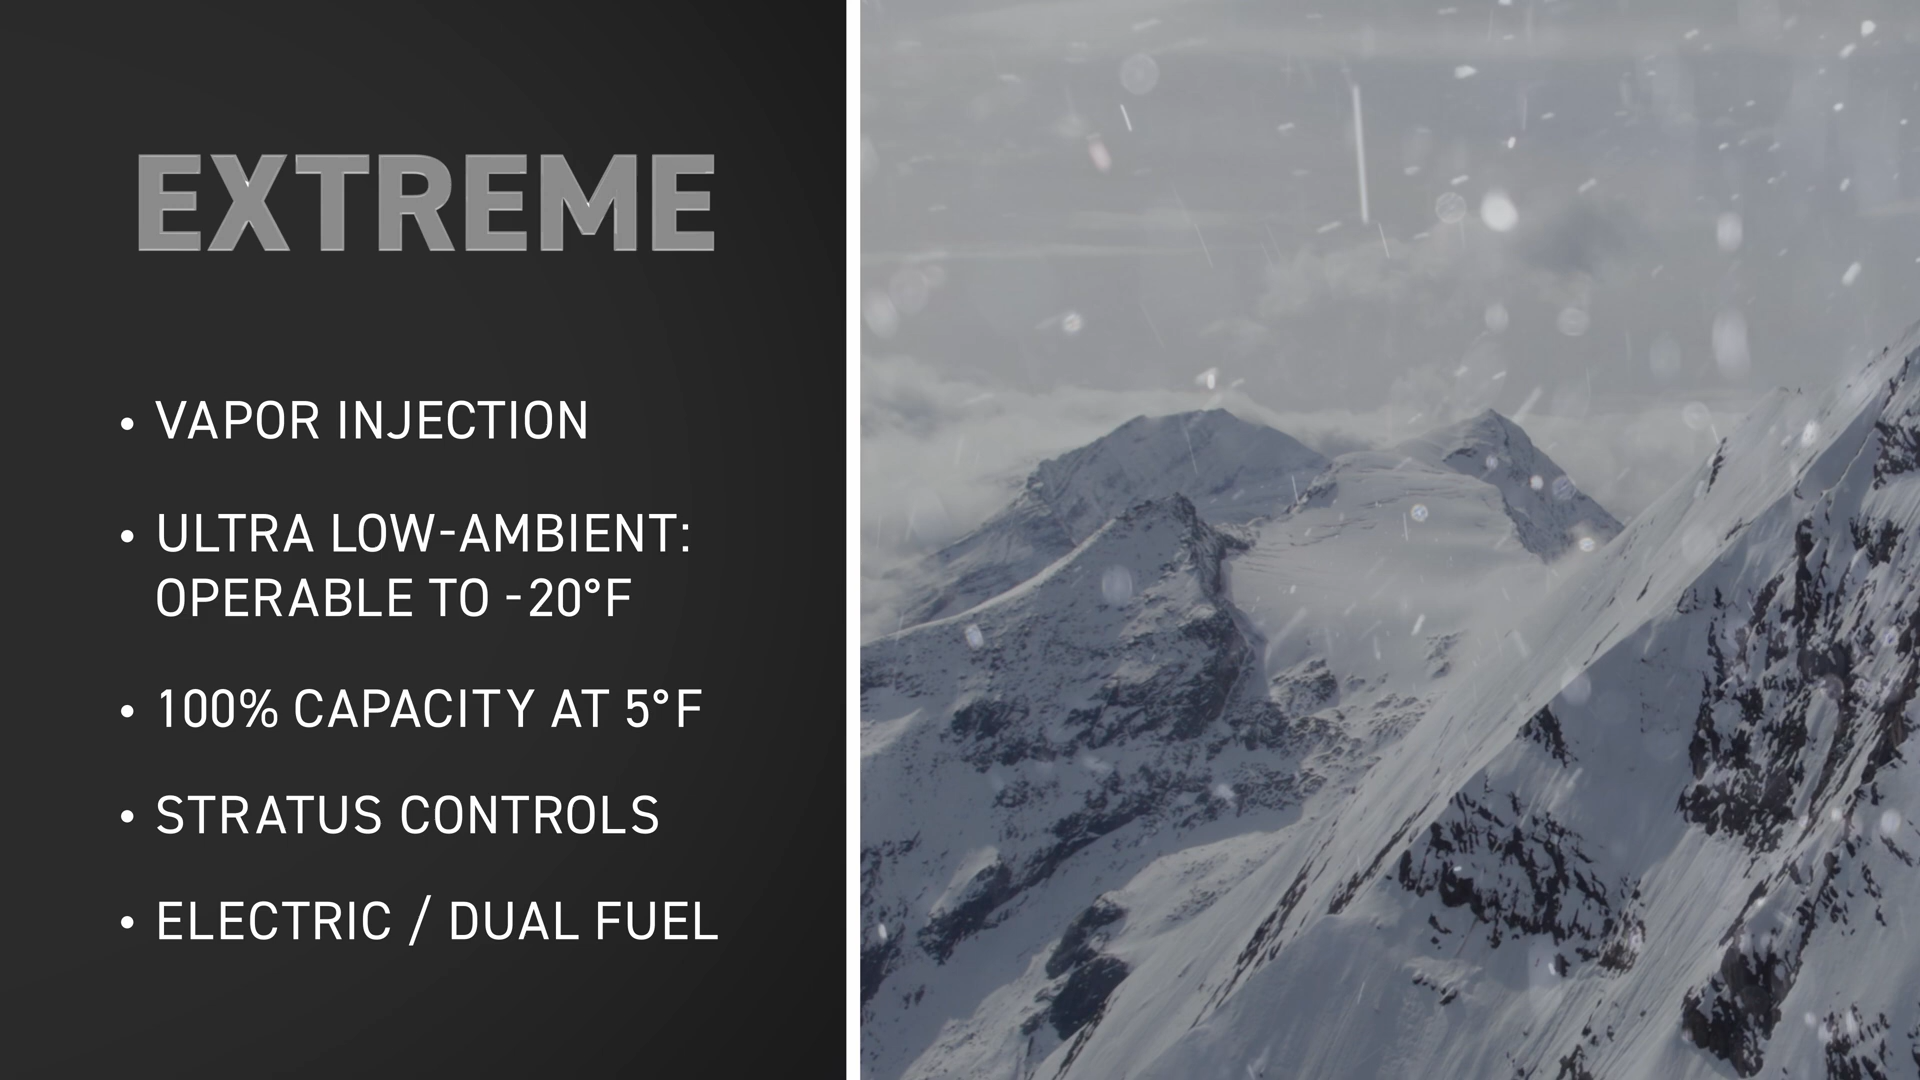 EXTREME
• VAPOR INJECTION
• ULTRA LOW-AMBIENT:
OPERABLE TO -20°F
• 100% CAPACITY AT 5°F
• STRATUS CONTROLS
• ELECTRIC / DUAL FUEL